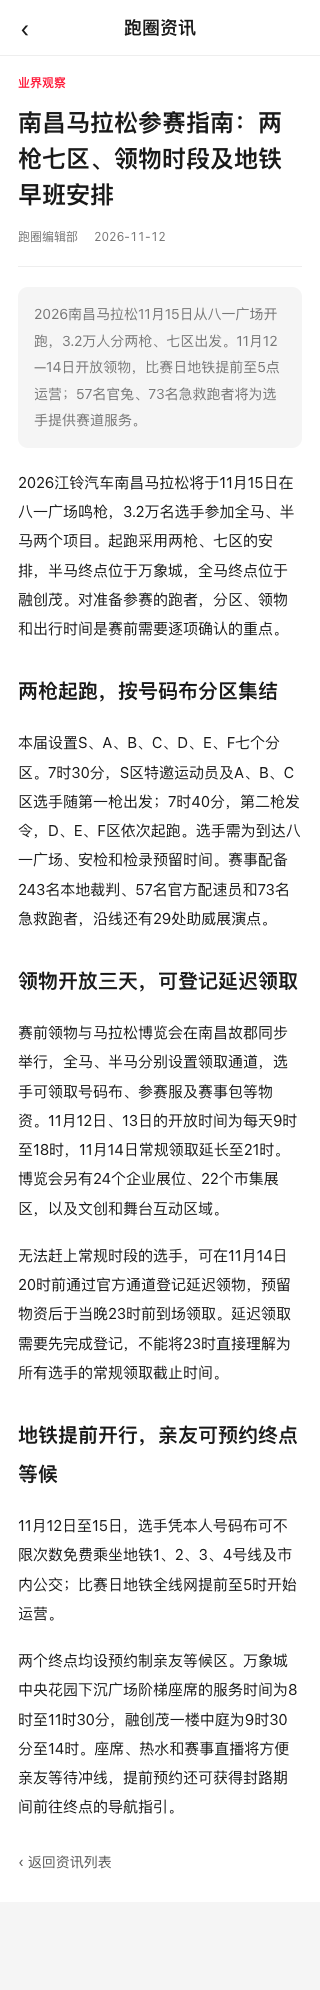 ‹ 跑圈资讯
业界观察
南昌马拉松参赛指南：两
枪七区、领物时段及地铁
早班安排
跑圈编辑部 2026-11-12
2026南昌马拉松11月15日从八一广场开
跑，3.2万人分两枪、七区出发。11月12
—14日开放领物，比赛日地铁提前至5点
运营；57名官兔、73名急救跑者将为选
手提供赛道服务。
2026江铃汽车南昌马拉松将于11月15日在
八一广场鸣枪，3.2万名选手参加全马、半
马两个项目。起跑采用两枪、七区的安
排，半马终点位于万象城，全马终点位于
融创茂。对准备参赛的跑者，分区、领物
和出行时间是赛前需要逐项确认的重点。
两枪起跑，按号码布分区集结
本届设置S、A、B、C、D、E、F七个分
区。7时30分，S区特邀运动员及A、B、C
区选手随第一枪出发；7时40分，第二枪发
令，D、E、F区依次起跑。选手需为到达八
一广场、安检和检录预留时间。赛事配备
243名本地裁判、57名官方配速员和73名
急救跑者，沿线还有29处助威展演点。
领物开放三天，可登记延迟领取
赛前领物与马拉松博览会在南昌故郡同步
举行，全马、半马分别设置领取通道，选
手可领取号码布、参赛服及赛事包等物
资。11月12日、13日的开放时间为每天9时
至18时，11月14日常规领取延长至21时。
博览会另有24个企业展位、22个市集展
区，以及文创和舞台互动区域。
无法赶上常规时段的选手，可在11月14日
20时前通过官方通道登记延迟领物，预留
物资后于当晚23时前到场领取。延迟领取
需要先完成登记，不能将23时直接理解为
所有选手的常规领取截止时间。
地铁提前开行，亲友可预约终点
等候
11月12日至15日，选手凭本人号码布可不
限次数免费乘坐地铁1、2、3、4号线及市
内公交；比赛日地铁全线网提前至5时开始
运营。
两个终点均设预约制亲友等候区。万象城
中央花园下沉广场阶梯座席的服务时间为8
时至11时30分，融创茂一楼中庭为9时30
分至14时。座席、热水和赛事直播将方便
亲友等待冲线，提前预约还可获得封路期
间前往终点的导航指引。
‹ 返回资讯列表